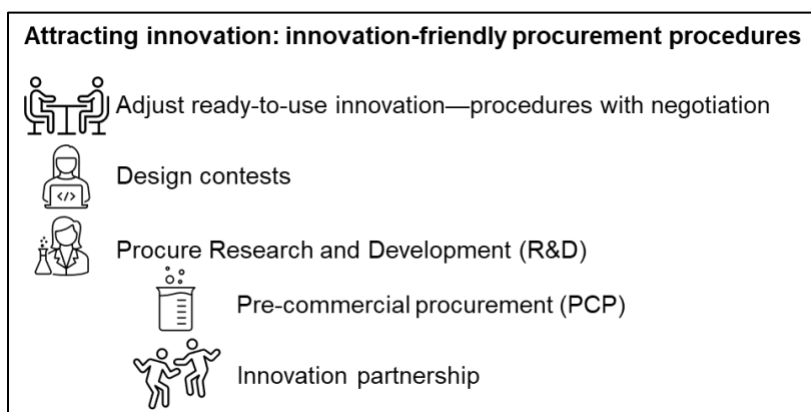 Attracting innovation: innovation-friendly procurement procedures
Adjust ready-to-use innovation—procedures with negotiation
Design contests
</>
Procure Research and Development (R&D)
Pre-commercial procurement (PCP)
Innovation partnership